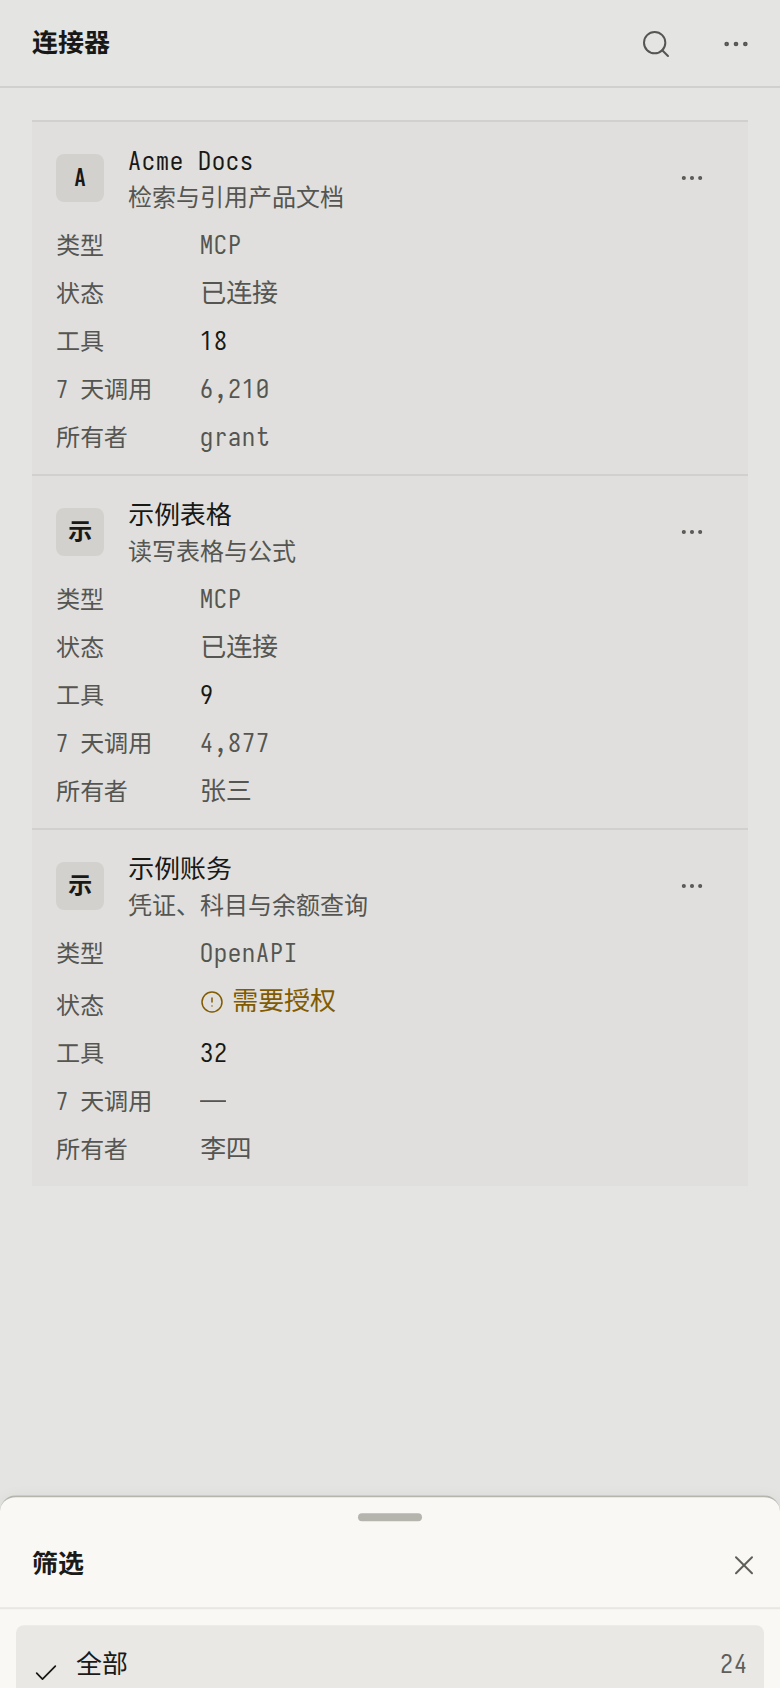 连接器
A
Acme Docs
检索与引用产品文档
类型 MCP
状态 已连接
工具 18
7 天调用 6,210
所有者 grant
示
示例表格
读写表格与公式
类型 MCP
状态 已连接
工具 9
7 天调用 4,877
所有者 张三
示
示例账务
凭证、科目与余额查询
类型 OpenAPI
状态 需要授权
工具 32
7 天调用 —
所有者 李四
筛选
全部 24